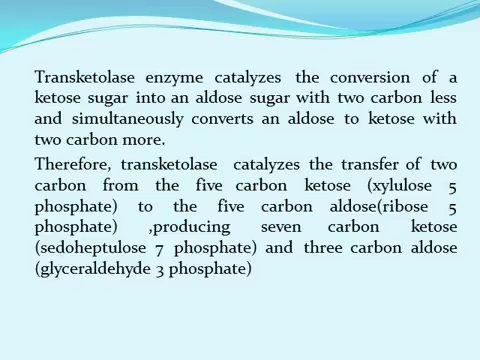 Transketolase enzyme catalyzes the conversion of a
ketose sugar into an aldose sugar with two carbon less
and simultaneously converts an aldose to ketose with
two carbon more.
Therefore, transketolase catalyzes the transfer of two
carbon from the five carbon ketose (xylulose 5
phosphate) to the five carbon aldose(ribose 5
phosphate) ,producing seven carbon ketose
(sedoheptulose 7 phosphate) and three carbon aldose
(glyceraldehyde 3 phosphate)